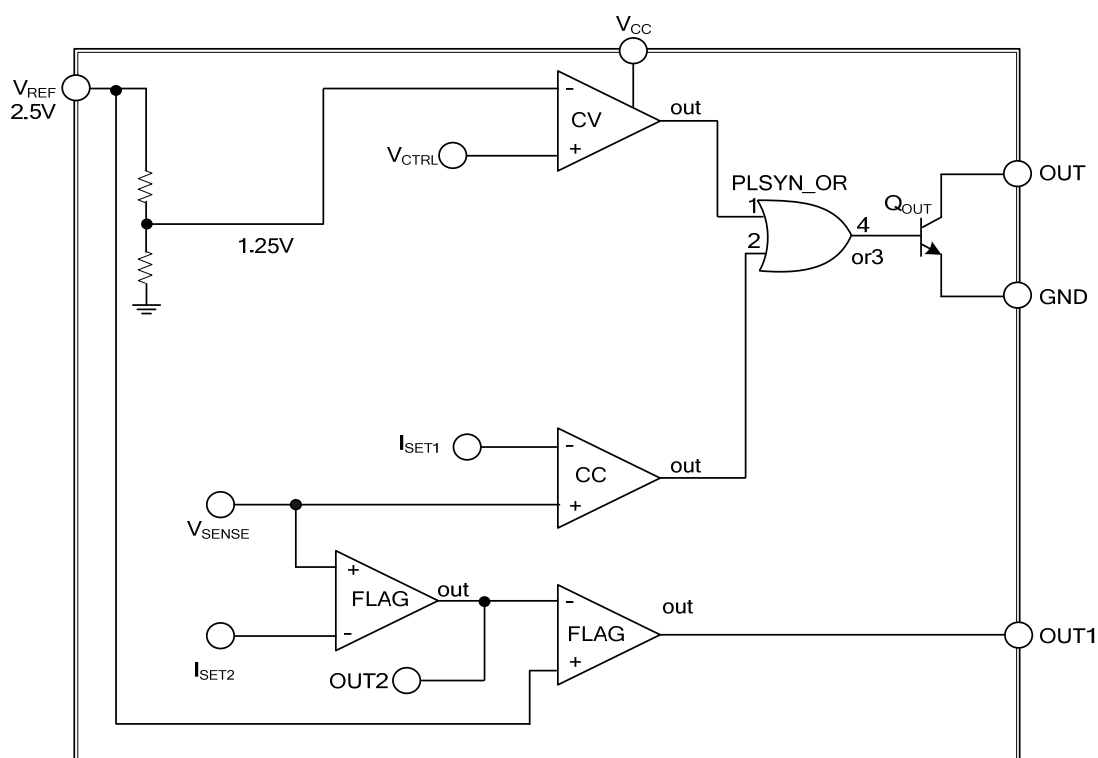 VCC
VREF
2.5V
-
CV
+
out
VCTRL
PLSYN_OR
1
2
4
or3
QOUT
OUT
GND
1.25V
ISET1
-
CC
+
out
VSENSE
+
FLAG
-
out
ISET2
OUT2
-
FLAG
+
out
OUT1